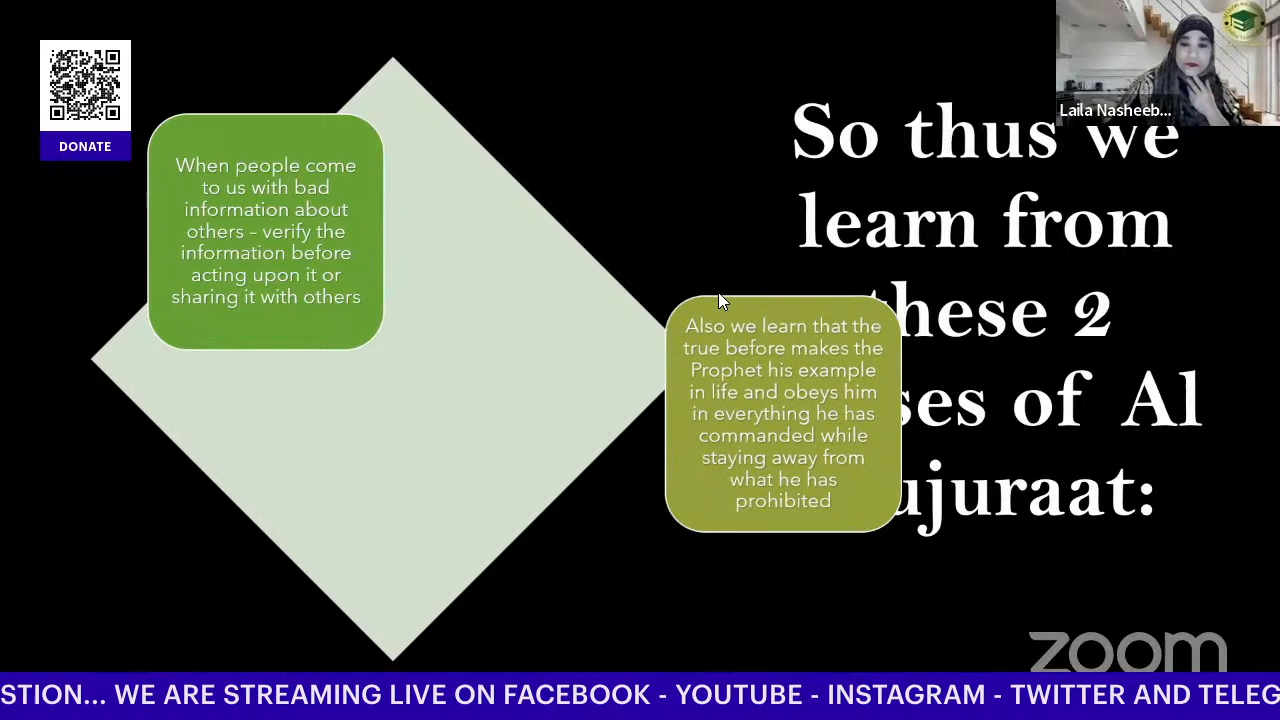 DONATE
When people come
to us with bad
information about
others – verify the
information before
acting upon it or
sharing it with others
Also we learn that the
true before makes the
Prophet his example
in life and obeys him
in everything he has
commanded while
staying away from
what he has
prohibited
So thus we
learn from
these 2
ses of Al
ujuraat:
Laila Nasheeb...
zoom
STION... WE ARE STREAMING LIVE ON FACEBOOK - YOUTUBE - INSTAGRAM - TWITTER AND TELEG